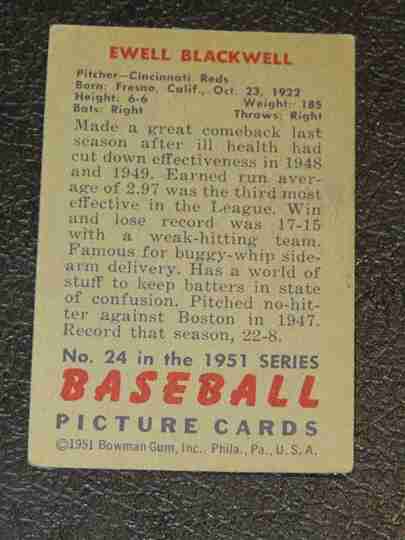 EWELL BLACKWELL
Pitcher—Cincinnati Reds
Born: Fresno, Calif., Oct. 23, 1922
Height: 6-6 Weight: 185
Bats: Right Throws: Right
Made a great comeback last
season after ill health had
cut down effectiveness in 1948
and 1949. Earned run aver-
age of 2.97 was the third most
effective in the League. Win
and lose record was 17-15
with a weak-hitting team.
Famous for buggy-whip side-
arm delivery. Has a world of
stuff to keep batters in state
of confusion. Pitched no-hit-
ter against Boston in 1947.
Record that season, 22-8.
No. 24 in the 1951 SERIES
BASEBALL
PICTURE CARDS
©1951 Bowman Gum, Inc., Phila., Pa., U. S. A.